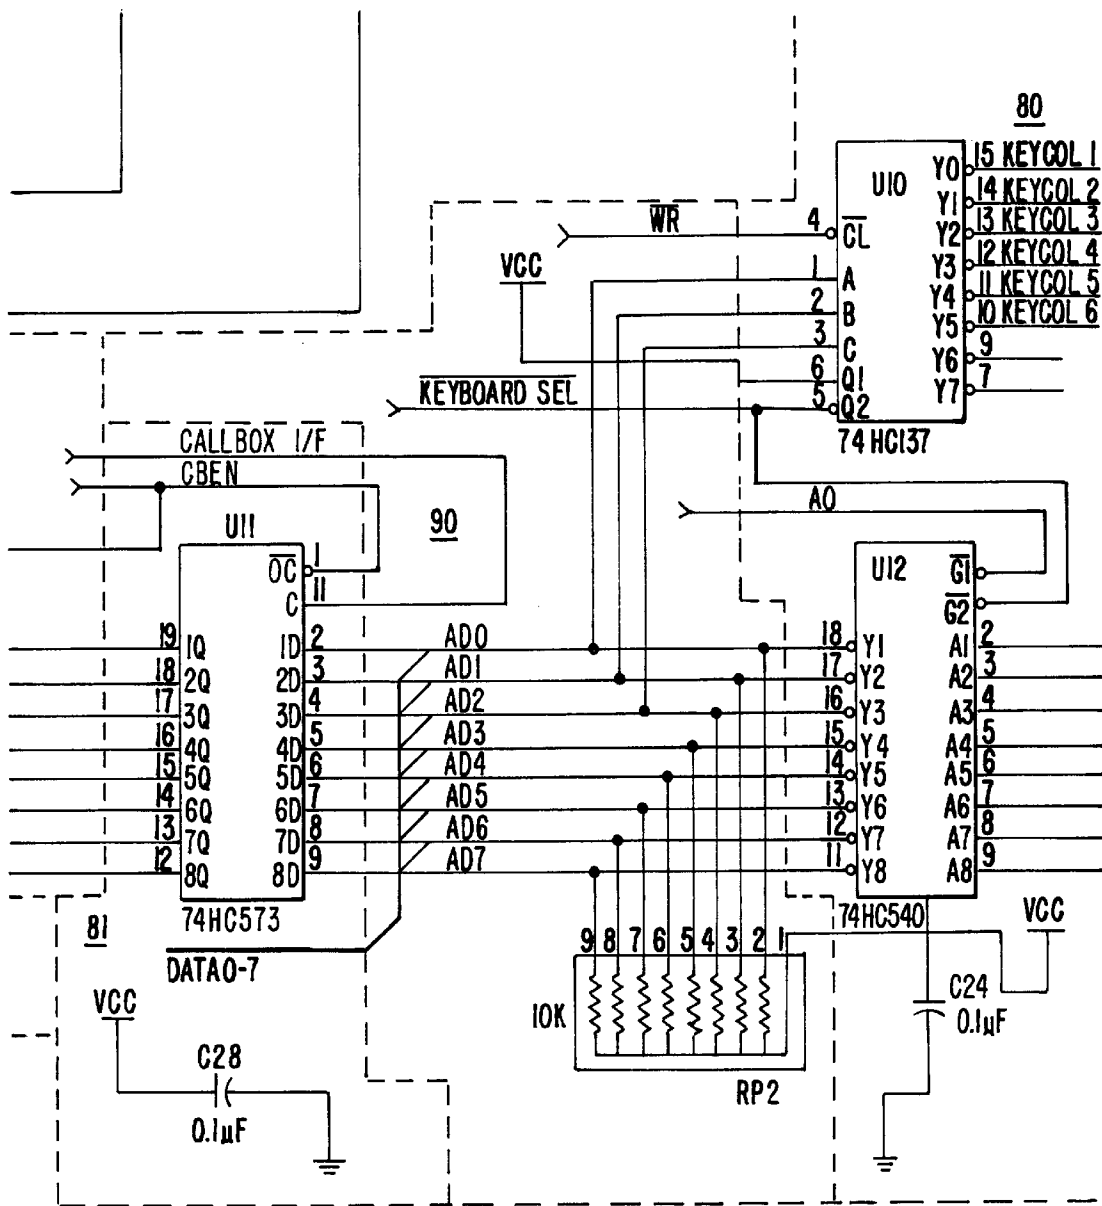 80
U10
Y0 15 KEYCOL 1
Y1 14 KEYCOL 2
Y2 13 KEYCOL 3
Y3 12 KEYCOL 4
Y4 11 KEYCOL 5
Y5 10 KEYCOL 6
Y6 9
Y7 7
WR 4 CL
VCC
1 A
2 B
3 C
6 Q1
KEYBOARD SEL 5 Q2
74HC137
CALLBOX I/F
CBEN
90
A0
U11
1 OC
11 C
U12
G1
G2
19 1Q 1D 2 AD0 18 Y1 A1 2
18 2Q 2D 3 AD1 17 Y2 A2 3
17 3Q 3D 4 AD2 16 Y3 A3 4
16 4Q 4D 5 AD3 15 Y4 A4 5
15 5Q 5D 6 AD4 14 Y5 A5 6
14 6Q 6D 7 AD5 13 Y6 A6 7
13 7Q 7D 8 AD6 12 Y7 A7 8
12 8Q 8D 9 AD7 11 Y8 A8 9
74HC573
74HC540
VCC
81
DATA0-7
9 8 7 6 5 4 3 2 1
VCC
10K
C24
0.1µF
C28
0.1µF
RP2